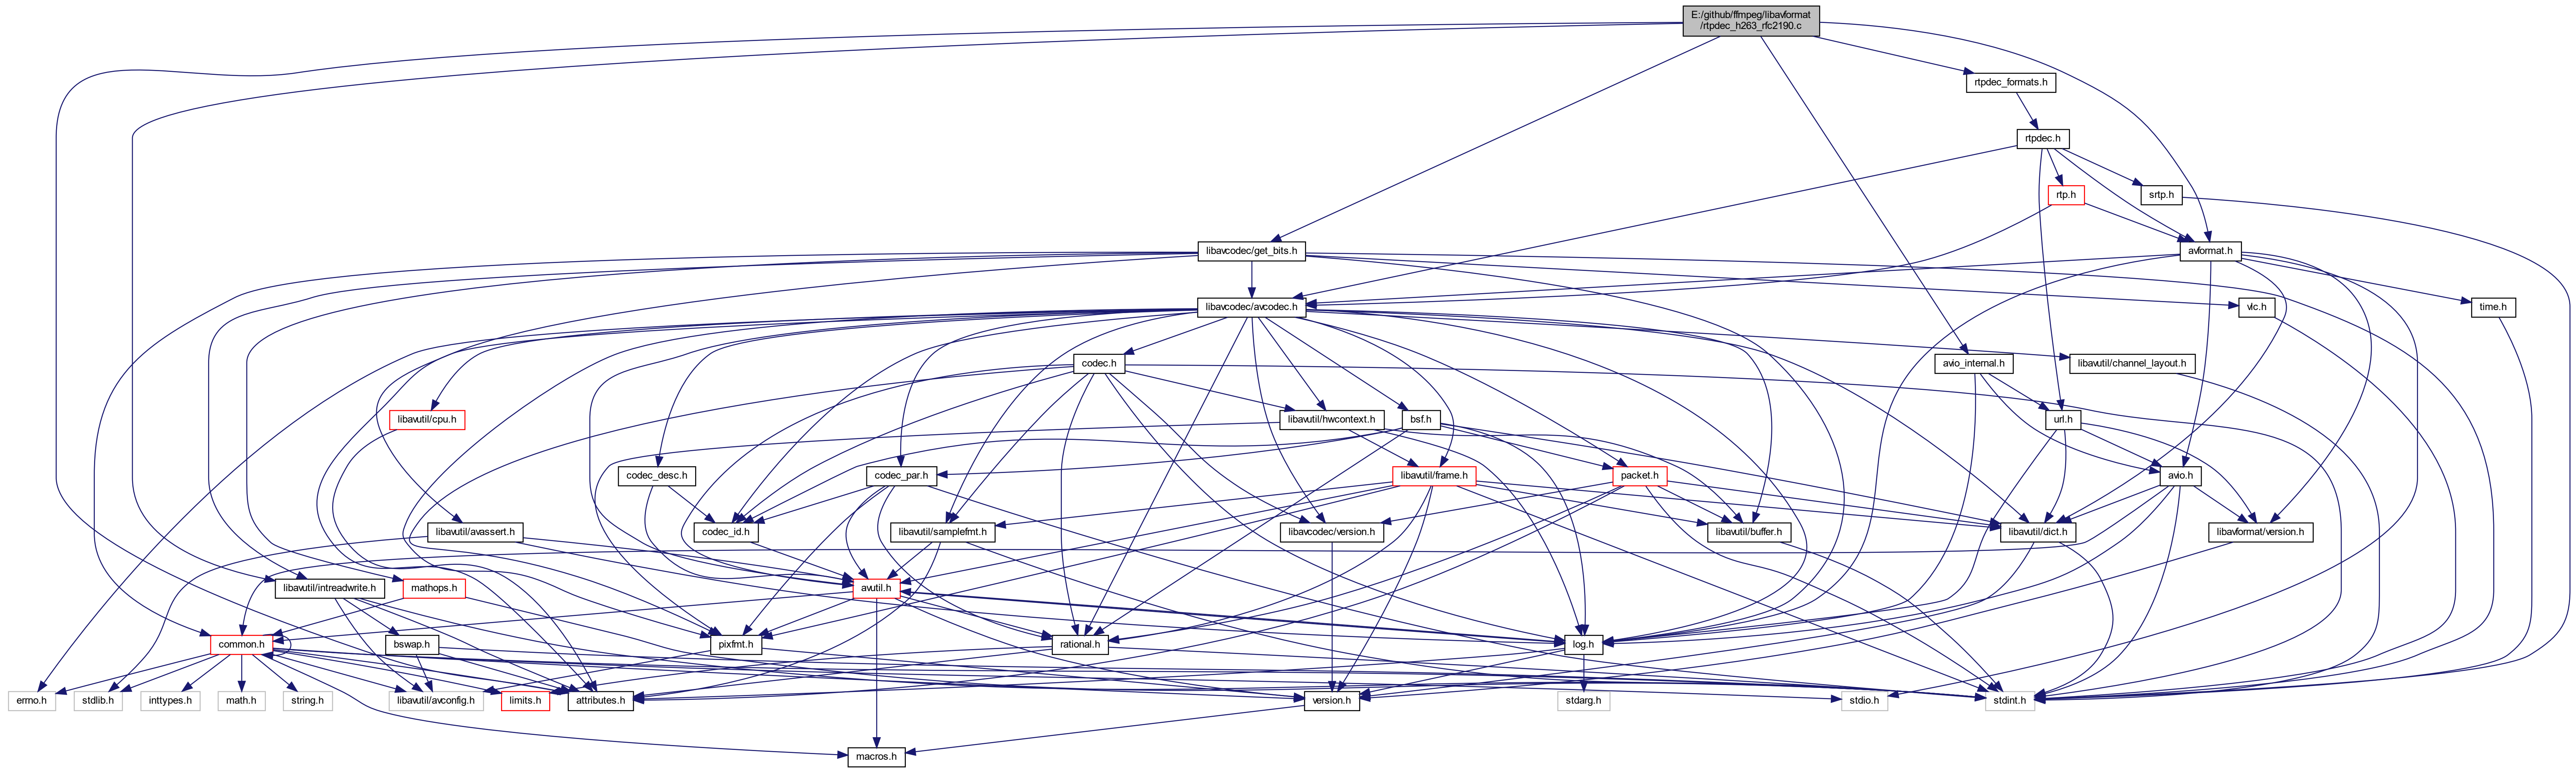 E:/github/ffmpeg/libavformat
/rtpdec_h263_rfc2190.c
rtpdec_formats.h
rtpdec.h
rtp.h
srtp.h
libavcodec/get_bits.h
avformat.h
libavcodec/avcodec.h
vlc.h
time.h
codec.h
avio_internal.h
libavutil/channel_layout.h
libavutil/cpu.h
libavutil/hwcontext.h
bsf.h
url.h
codec_desc.h
codec_par.h
libavutil/frame.h
packet.h
avio.h
libavutil/avassert.h
codec_id.h
libavutil/samplefmt.h
libavcodec/version.h
libavutil/buffer.h
libavutil/dict.h
libavformat/version.h
libavutil/intreadwrite.h
mathops.h
avutil.h
common.h
bswap.h
pixfmt.h
rational.h
log.h
errno.h
stdlib.h
inttypes.h
math.h
string.h
libavutil/avconfig.h
limits.h
attributes.h
version.h
stdarg.h
stdio.h
stdint.h
macros.h